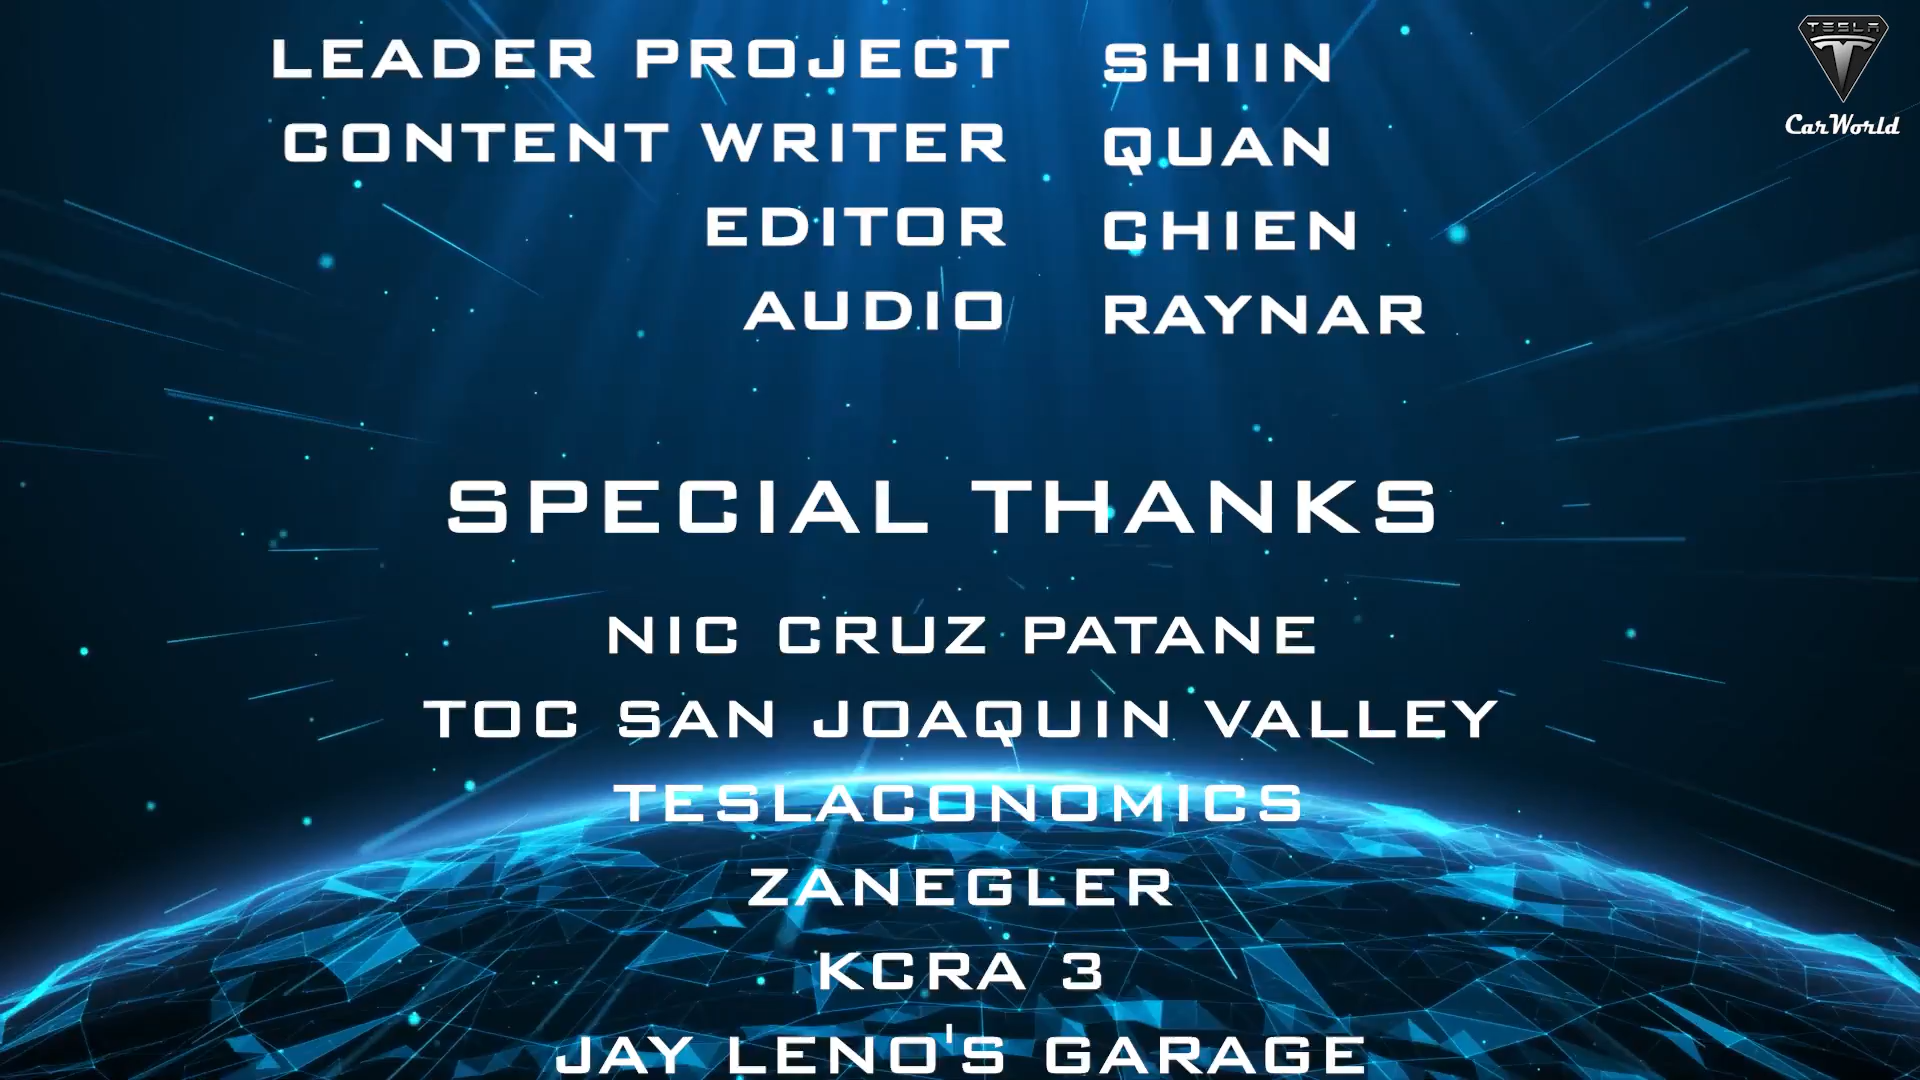 LEADER PROJECT SHIIN
CONTENT WRITER QUAN
EDITOR CHIEN
AUDIO RAYNAR
TESLA
CarWorld
SPECIAL THANKS
NIC CRUZ PATANE
TOC SAN JOAQUIN VALLEY
TESLACONOMICS
ZANEGLER
KCRA 3
JAY LENO'S GARAGE